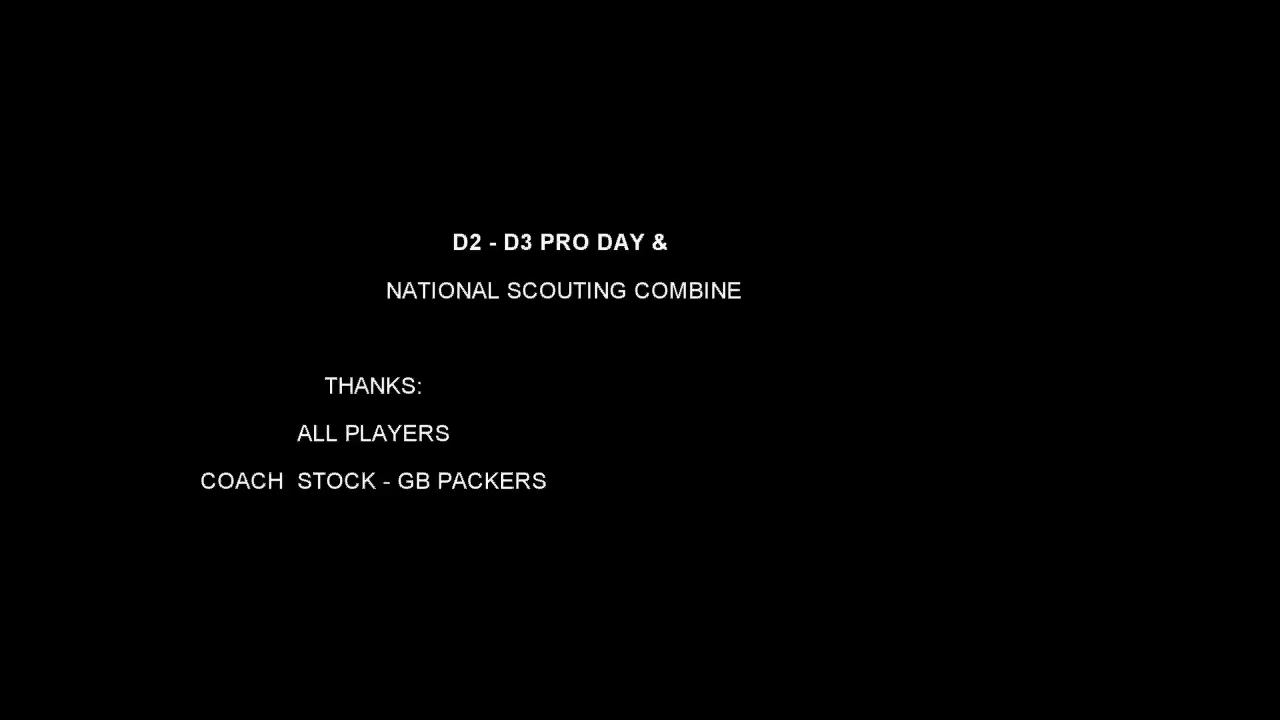 D2 - D3 PRO DAY &
NATIONAL SCOUTING COMBINE
THANKS:
ALL PLAYERS
COACH  STOCK - GB PACKERS